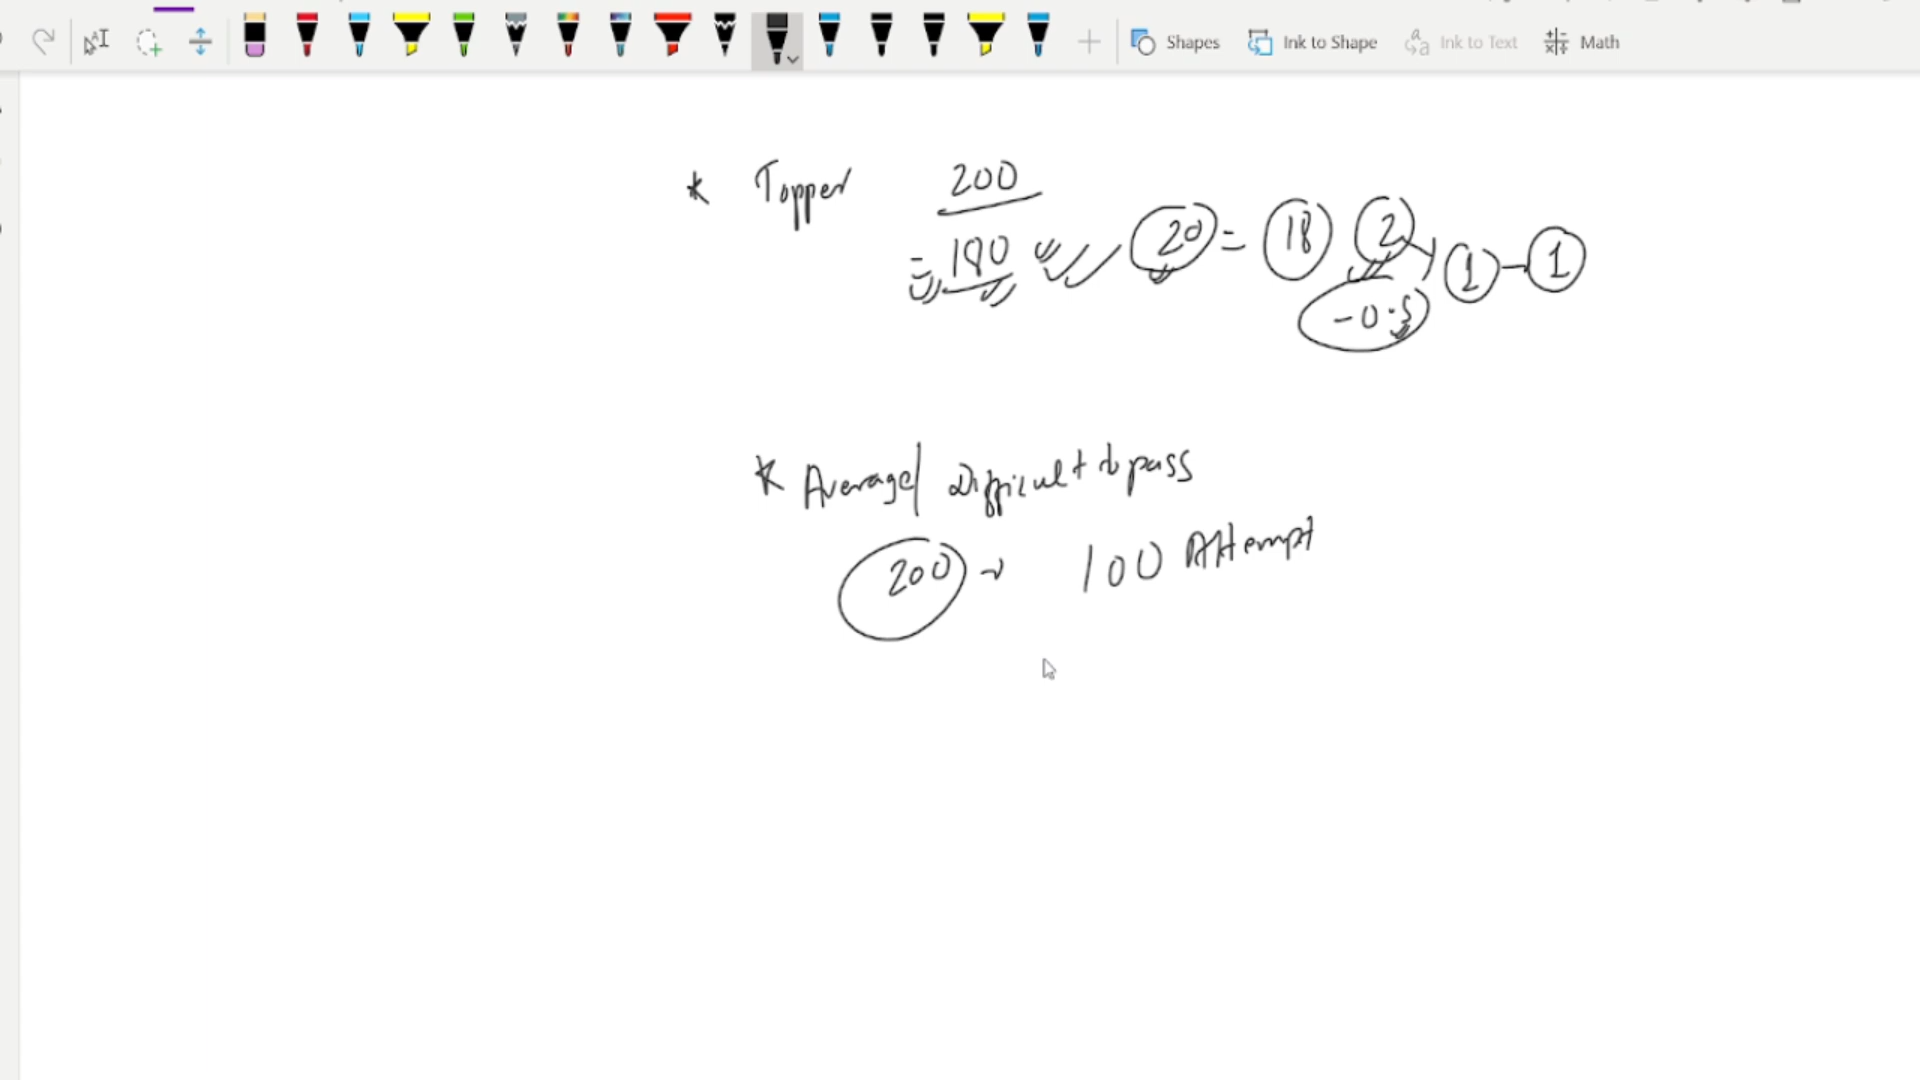 Shapes Ink to Shape Ink to Text Math
* Topper 200
= 180 20 = 18 2 1 - 1
-0.5
* Average/ Difficult to pass
200 → 100 Attempt